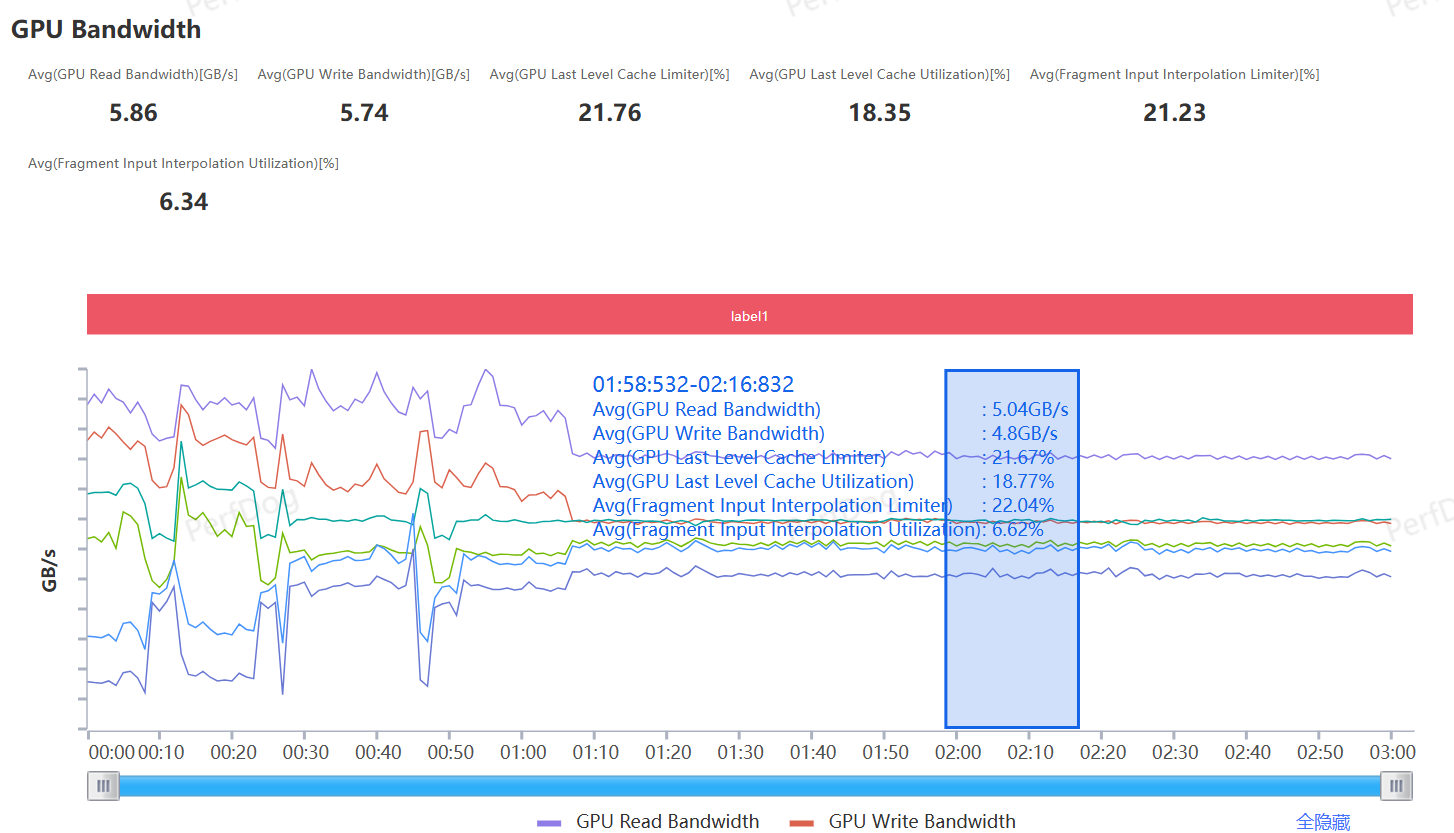 GPU Bandwidth
Avg(GPU Read Bandwidth)[GB/s] Avg(GPU Write Bandwidth)[GB/s] Avg(GPU Last Level Cache Limiter)[%] Avg(GPU Last Level Cache Utilization)[%] Avg(Fragment Input Interpolation Limiter)[%]
5.86 5.74 21.76 18.35 21.23
Avg(Fragment Input Interpolation Utilization)[%]
6.34
label1
01:58:532-02:16:832
Avg(GPU Read Bandwidth) : 5.04GB/s
Avg(GPU Write Bandwidth) : 4.8GB/s
Avg(GPU Last Level Cache Limiter) : 21.67%
Avg(GPU Last Level Cache Utilization) : 18.77%
Avg(Fragment Input Interpolation Limiter) : 22.04%
Avg(Fragment Input Interpolation Utilization): 6.62%
GB/s
00:00 00:10 00:20 00:30 00:40 00:50 01:00 01:10 01:20 01:30 01:40 01:50 02:00 02:10 02:20 02:30 02:40 02:50 03:00
GPU Read Bandwidth GPU Write Bandwidth 全隐藏
PerfDog